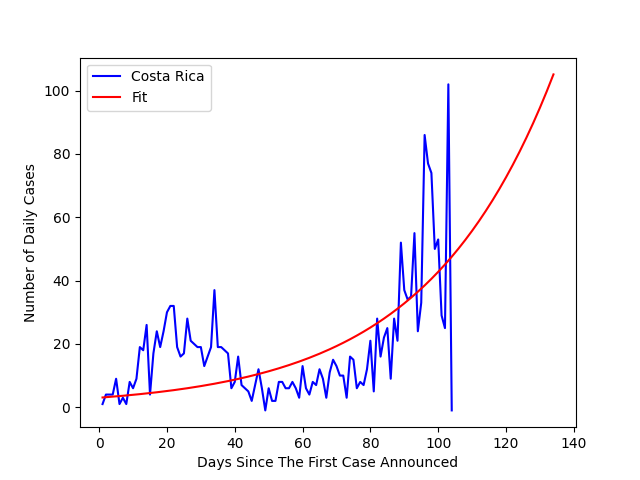 Costa Rica
Fit
Number of Daily Cases
100
80
60
40
20
0
0 20 40 60 80 100 120 140
Days Since The First Case Announced